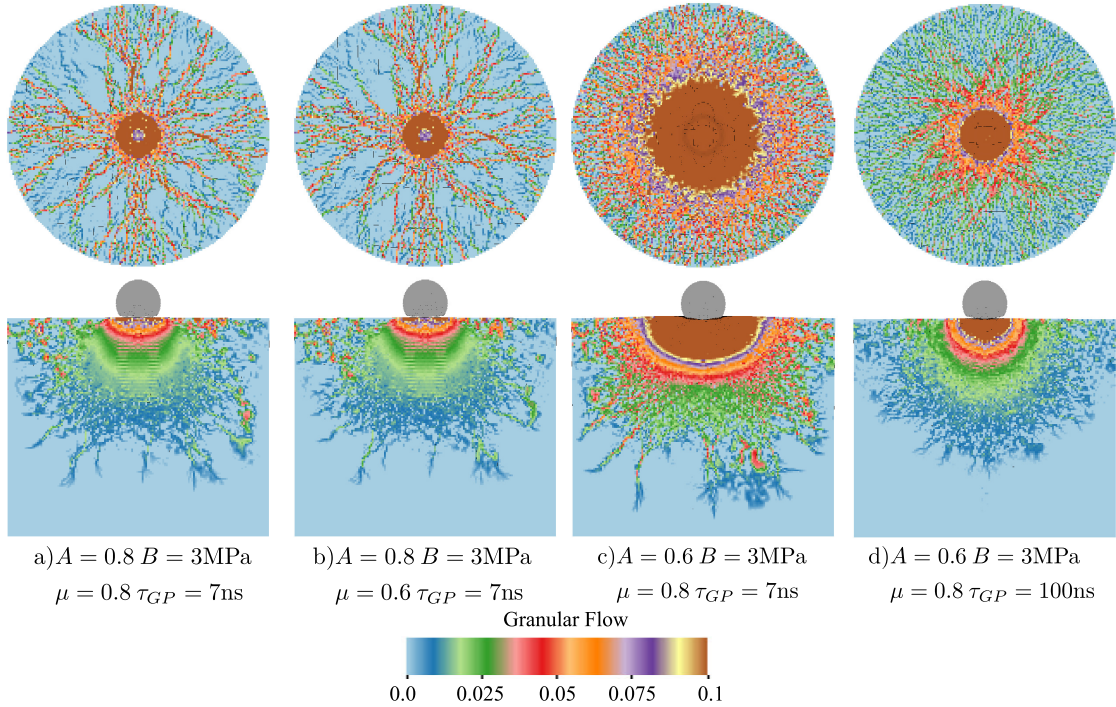 a)A = 0.8 B = 3MPa
μ = 0.8 τ_GP = 7ns
b)A = 0.8 B = 3MPa
μ = 0.6 τ_GP = 7ns
c)A = 0.6 B = 3MPa
μ = 0.8 τ_GP = 7ns
d)A = 0.6 B = 3MPa
μ = 0.8 τ_GP = 100ns
Granular Flow
0.0 0.025 0.05 0.075 0.1